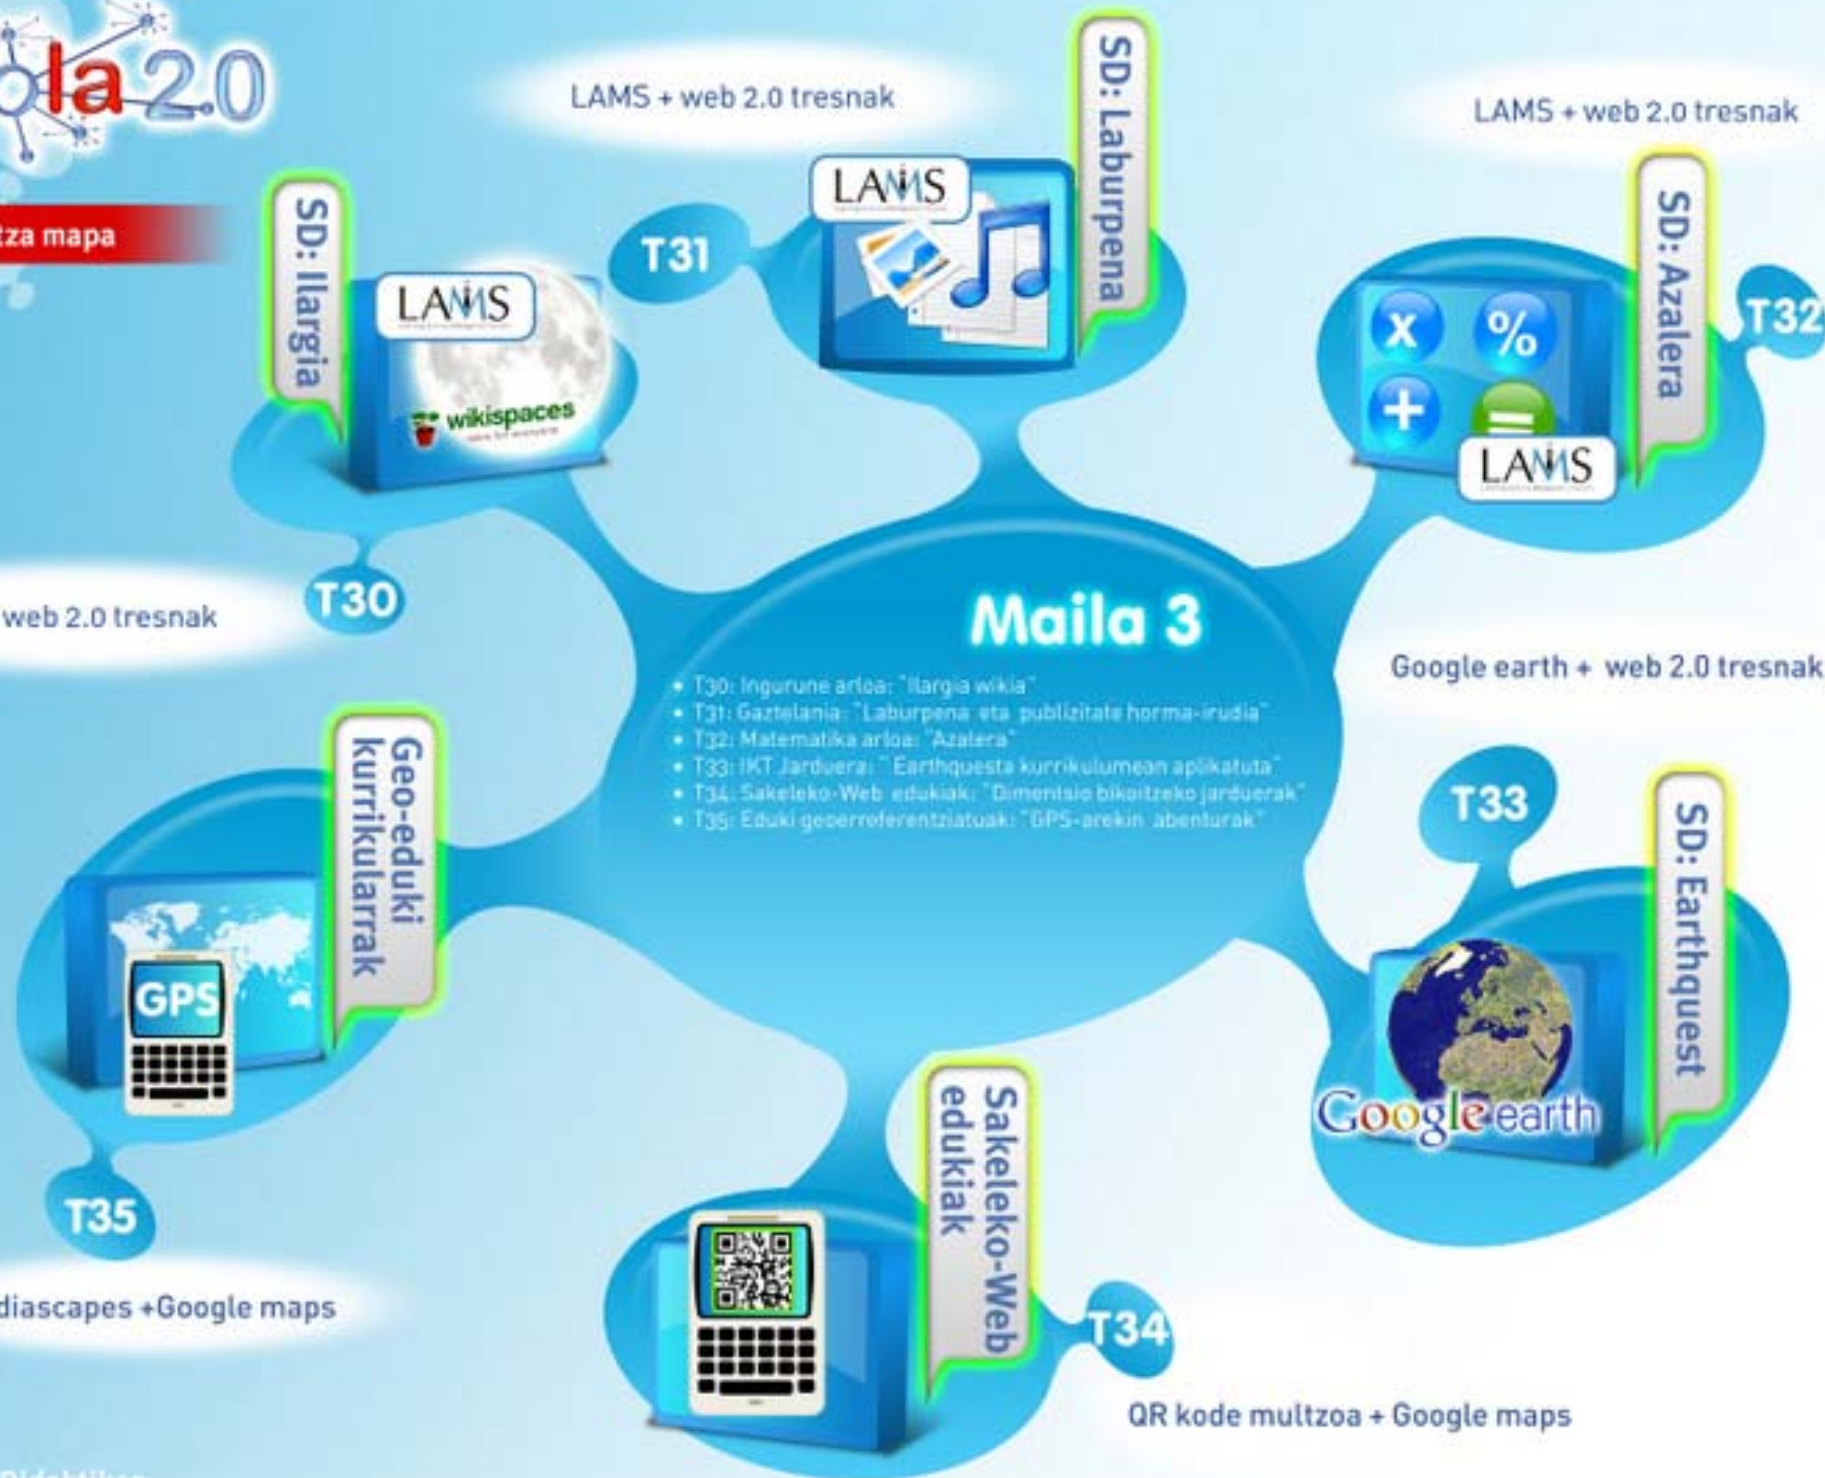 la 2.0
tza mapa
LAMS + web 2.0 tresnak
LAMS + web 2.0 tresnak
SD: Ilargia
LAMS
wikispaces
T30
web 2.0 tresnak
T31
LAMS
SD: Laburpena
SD: Azalera
x %
+ =
LAMS
T32
Maila 3
• T30: Ingurune arloa: "Ilargia wikia"
• T31: Gaztelania: "Laburpena eta publizitate horma-irudia"
• T32: Matematika arloa: "Azalera"
• T33: IKT Jarduera: " Earthquesta kurrikulumean aplikatuta"
• T34: Sakeleko-Web edukiak: "Dimentsio bikoitzeko jarduerak"
• T35: Eduki geoerreferentziatuak: "GPS-arekin abenturak"
Google earth + web 2.0 tresnak
T33
SD: Earthquest
Google earth
Geo-eduki
kurrikularrak
GPS
T35
diascapes +Google maps
Sakeleko-Web
edukiak
T34
QR kode multzoa + Google maps